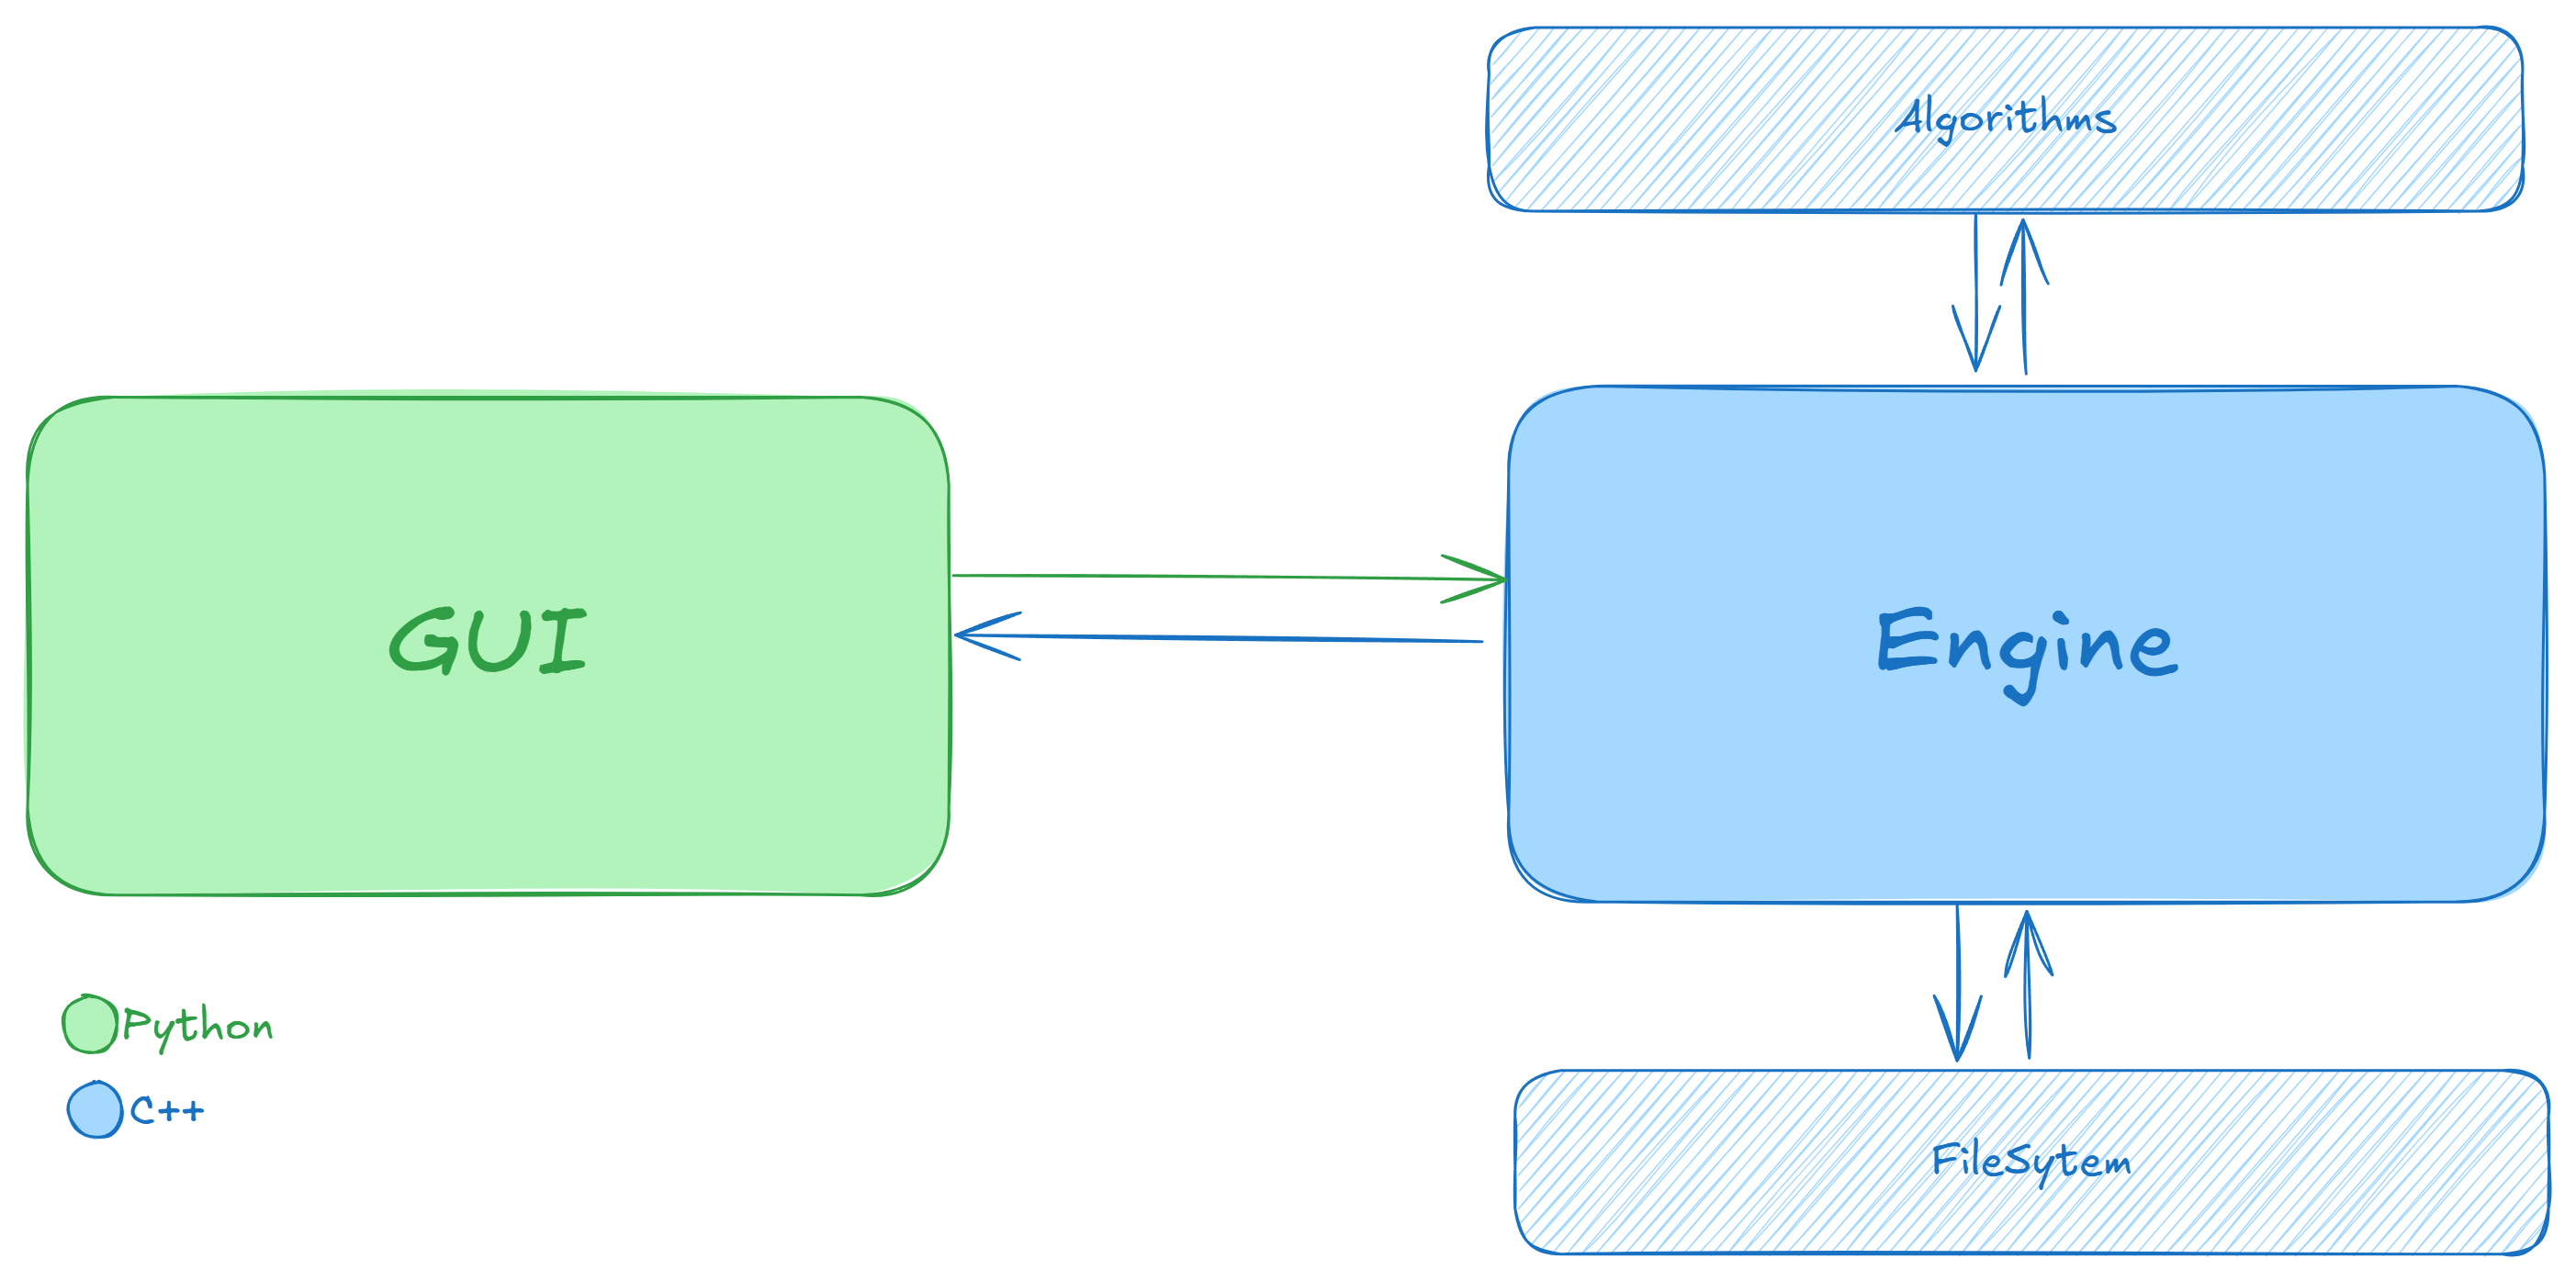 Algorithms
GUI
Engine
Python
C++
FileSytem